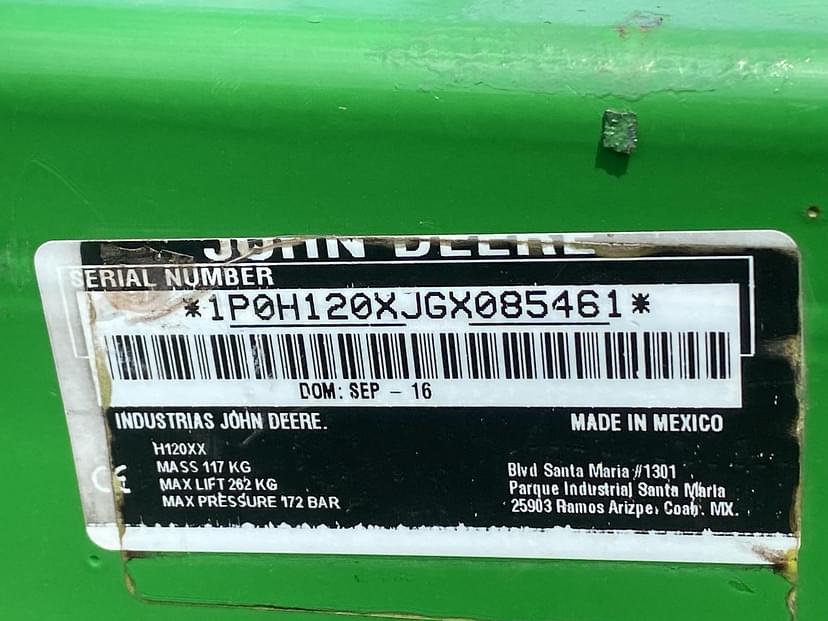 JOHN DEERE
SERIAL NUMBER
*1P0H120XJGX085461*
DOM: SEP - 16
INDUSTRIAS JOHN DEERE.
MADE IN MEXICO
H120XX
MASS 117 KG
MAX LIFT 262 KG
MAX PRESSURE 172 BAR
CE
Blvd Santa Maria #1301
Parque Industrial Santa Maria
25903 Ramos Arizpe, Coah. MX.